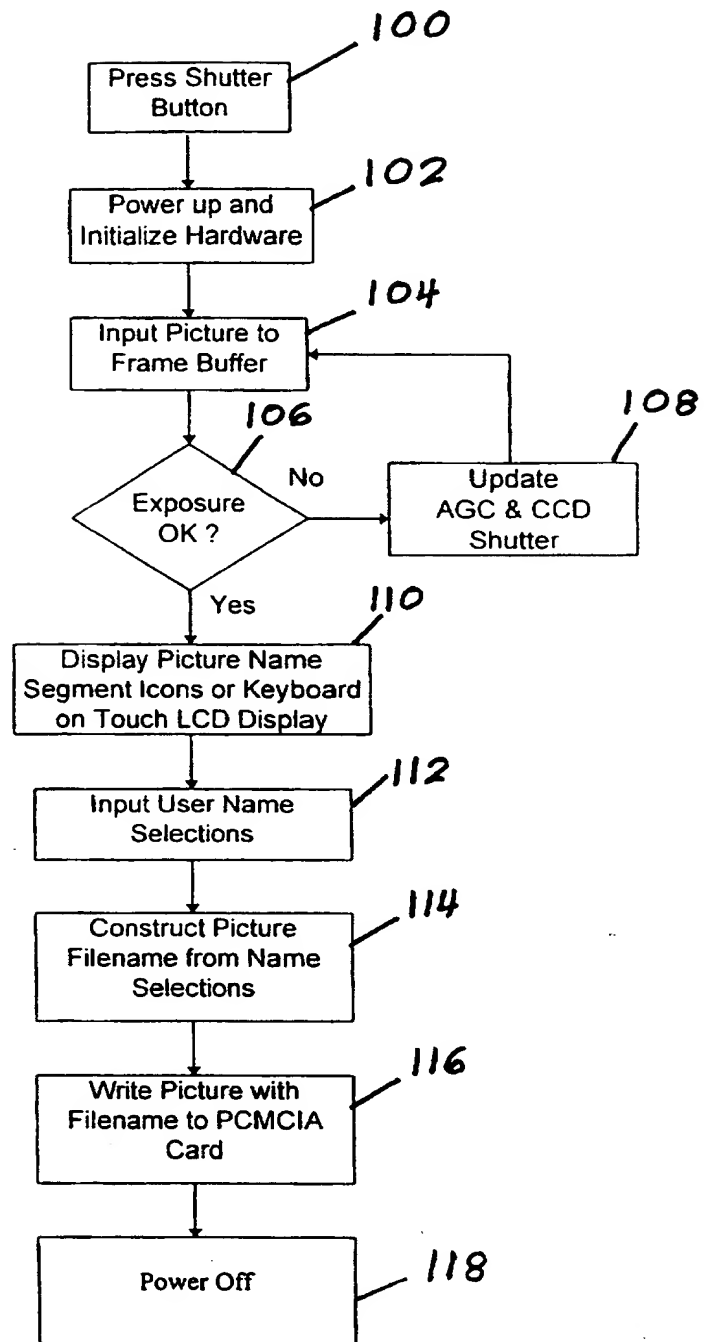 100
Press Shutter
Button
102
Power up and
Initialize Hardware
104
Input Picture to
Frame Buffer
106
Exposure
OK ?
No
108
Update
AGC & CCD
Shutter
Yes
110
Display Picture Name
Segment Icons or Keyboard
on Touch LCD Display
112
Input User Name
Selections
114
Construct Picture
Filename from Name
Selections
116
Write Picture with
Filename to PCMCIA
Card
118
Power Off